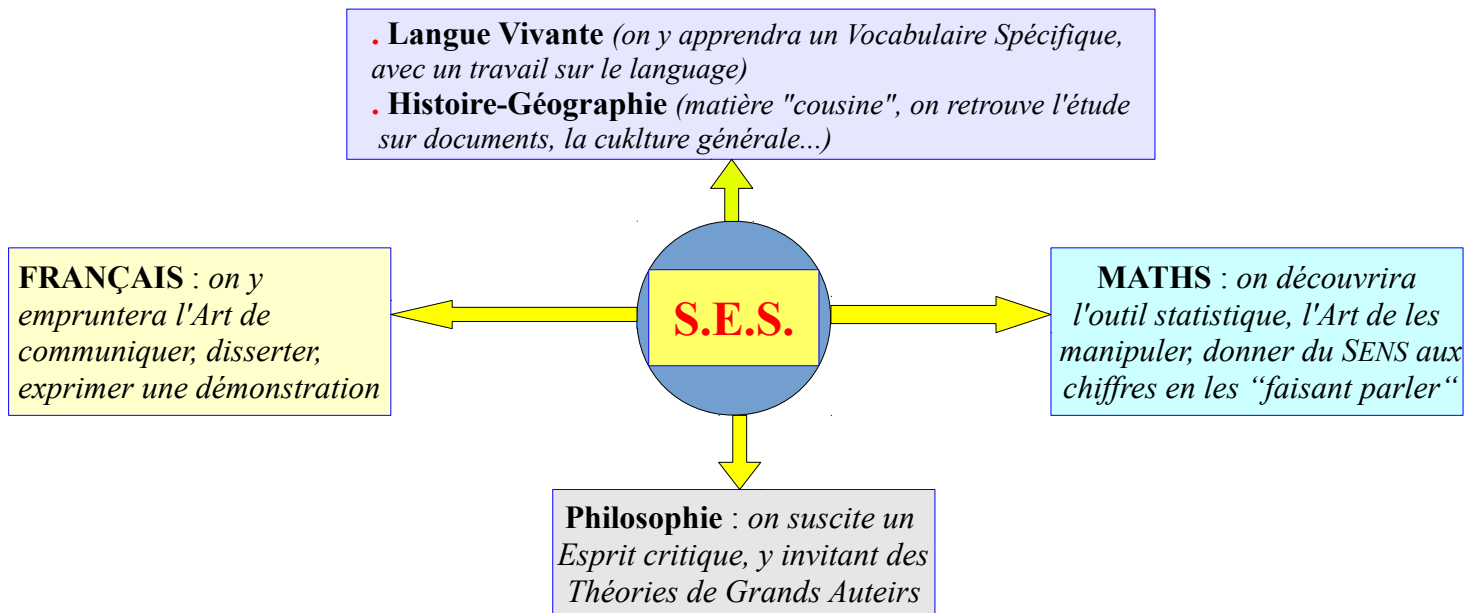 . Langue Vivante (on y apprendra un Vocabulaire Spécifique,
avec un travail sur le language)
. Histoire-Géographie (matière "cousine", on retrouve l'étude
sur documents, la cuklture générale...)
FRANÇAIS : on y
empruntera l'Art de
communiquer, disserter,
exprimer une démonstration
S.E.S.
MATHS : on découvrira
l'outil statistique, l'Art de les
manipuler, donner du SENS aux
chiffres en les “faisant parler“
Philosophie : on suscite un
Esprit critique, y invitant des
Théories de Grands Auteirs